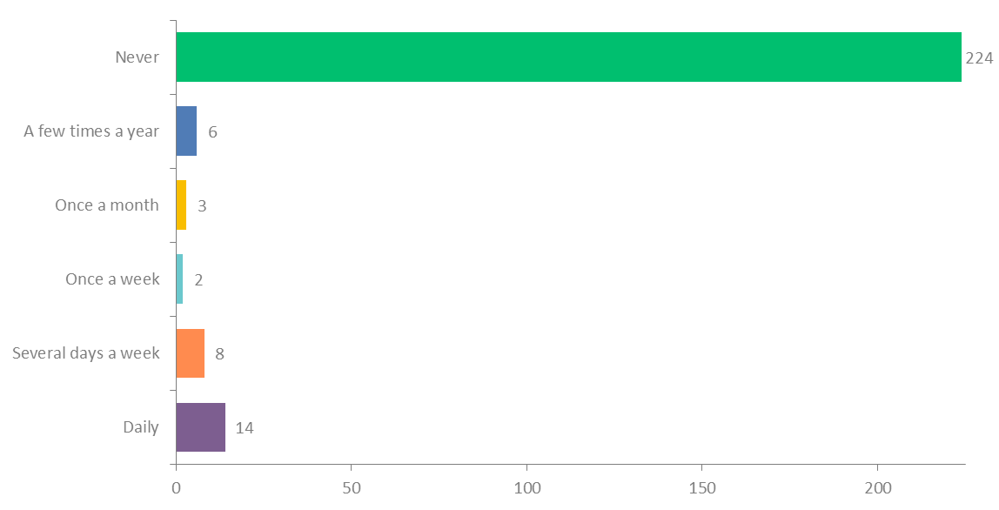 Never 224
A few times a year 6
Once a month 3
Once a week 2
Several days a week 8
Daily 14
0 50 100 150 200